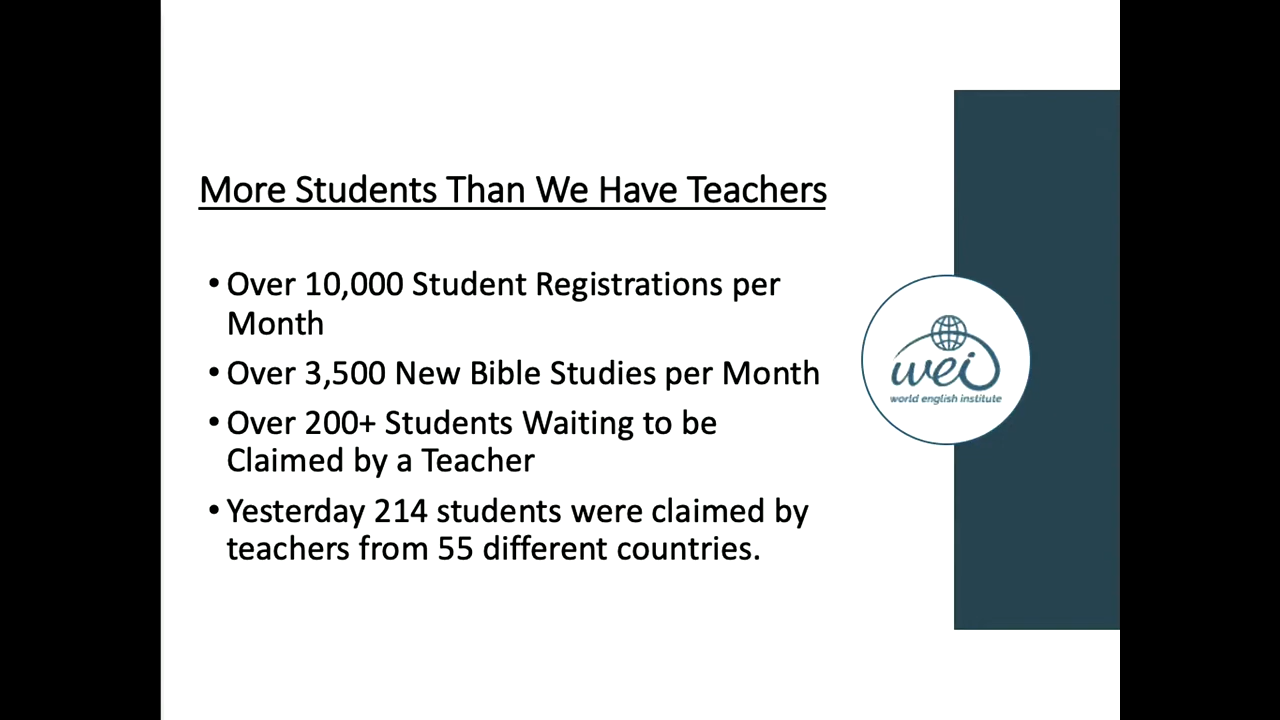 More Students Than We Have Teachers
• Over 10,000 Student Registrations per
Month
• Over 3,500 New Bible Studies per Month
• Over 200+ Students Waiting to be
Claimed by a Teacher
• Yesterday 214 students were claimed by
teachers from 55 different countries.
wei
world english institute